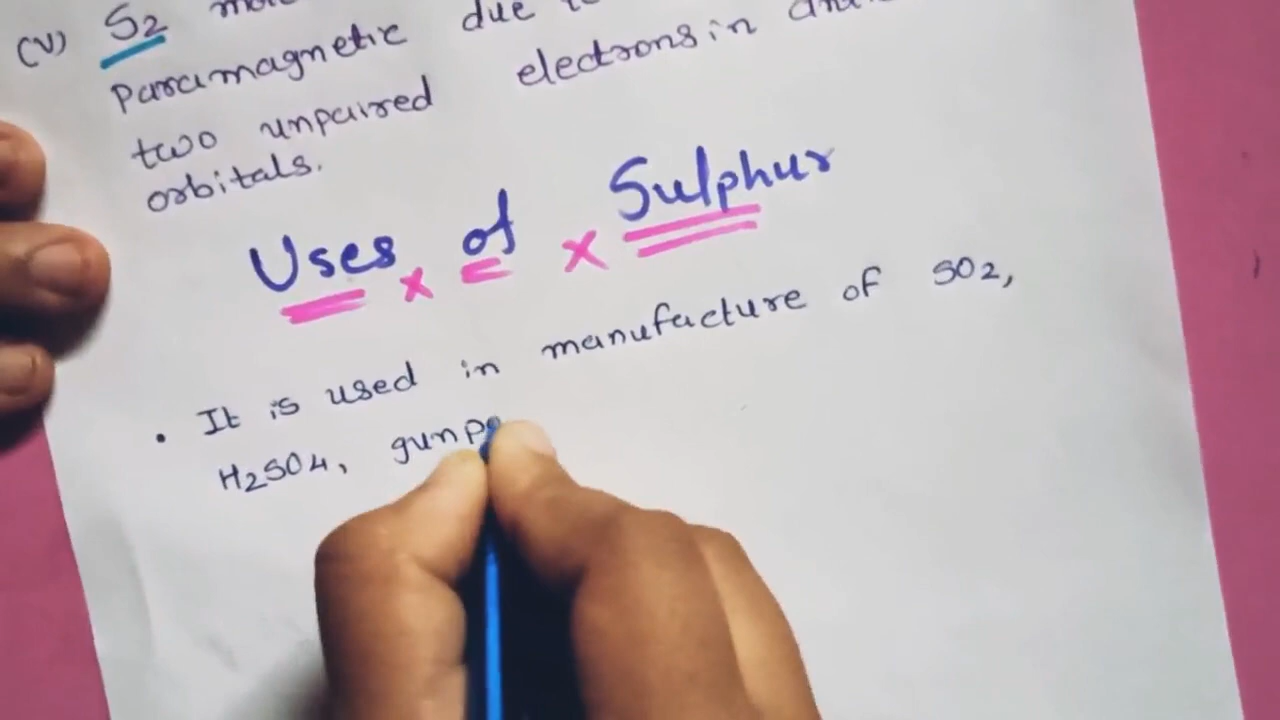 (V) S2
paramagnetic due
two unpaired electrons in
orbitals.
Uses x of x Sulphur
• It is used in manufacture of SO2,
H2SO4, gunpo